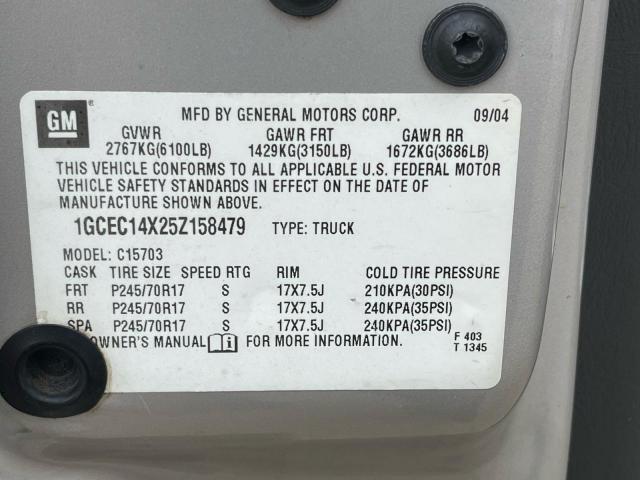 GM
MFD BY GENERAL MOTORS CORP. 09/04
GVWR GAWR FRT GAWR RR
2767KG(6100LB) 1429KG(3150LB) 1672KG(3686LB)
THIS VEHICLE CONFORMS TO ALL APPLICABLE U.S. FEDERAL MOTOR
VEHICLE SAFETY STANDARDS IN EFFECT ON THE DATE OF
MANUFACTURE SHOWN ABOVE.
1GCEC14X25Z158479 TYPE: TRUCK
MODEL: C15703
CASK TIRE SIZE SPEED RTG RIM COLD TIRE PRESSURE
FRT P245/70R17 S 17X7.5J 210KPA(30PSI)
RR P245/70R17 S 17X7.5J 240KPA(35PSI)
SPA P245/70R17 S 17X7.5J 240KPA(35PSI)
OWNER'S MANUAL FOR MORE INFORMATION.
F 403
T 1345